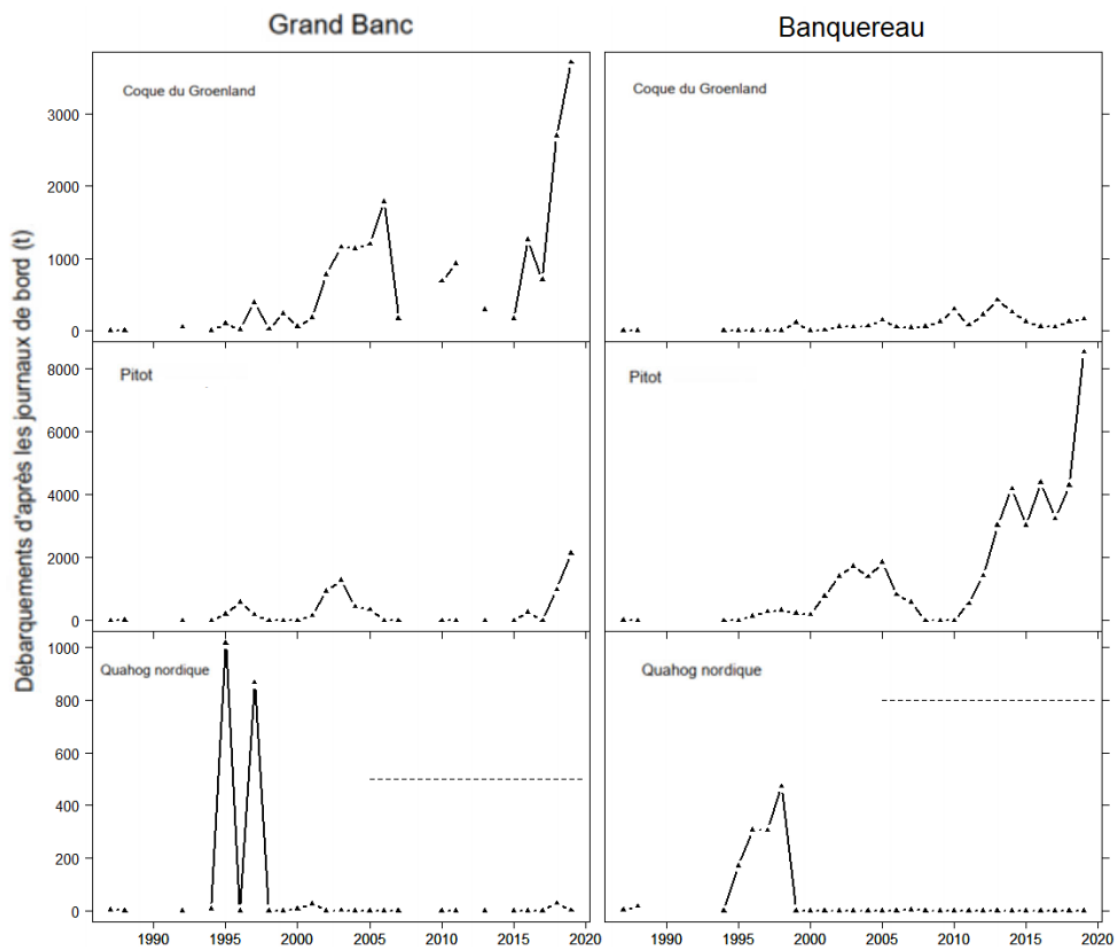 Grand Banc
Banquereau
Débarquements d'après les journaux de bord (t)
Coque du Groenland
3000
2000
1000
0
Coque du Groenland
Pitot
8000
6000
4000
2000
0
Pitot
Quahog nordique
1000
800
600
400
200
0
Quahog nordique
1990 1995 2000 2005 2010 2015 2020
1990 1995 2000 2005 2010 2015 2020